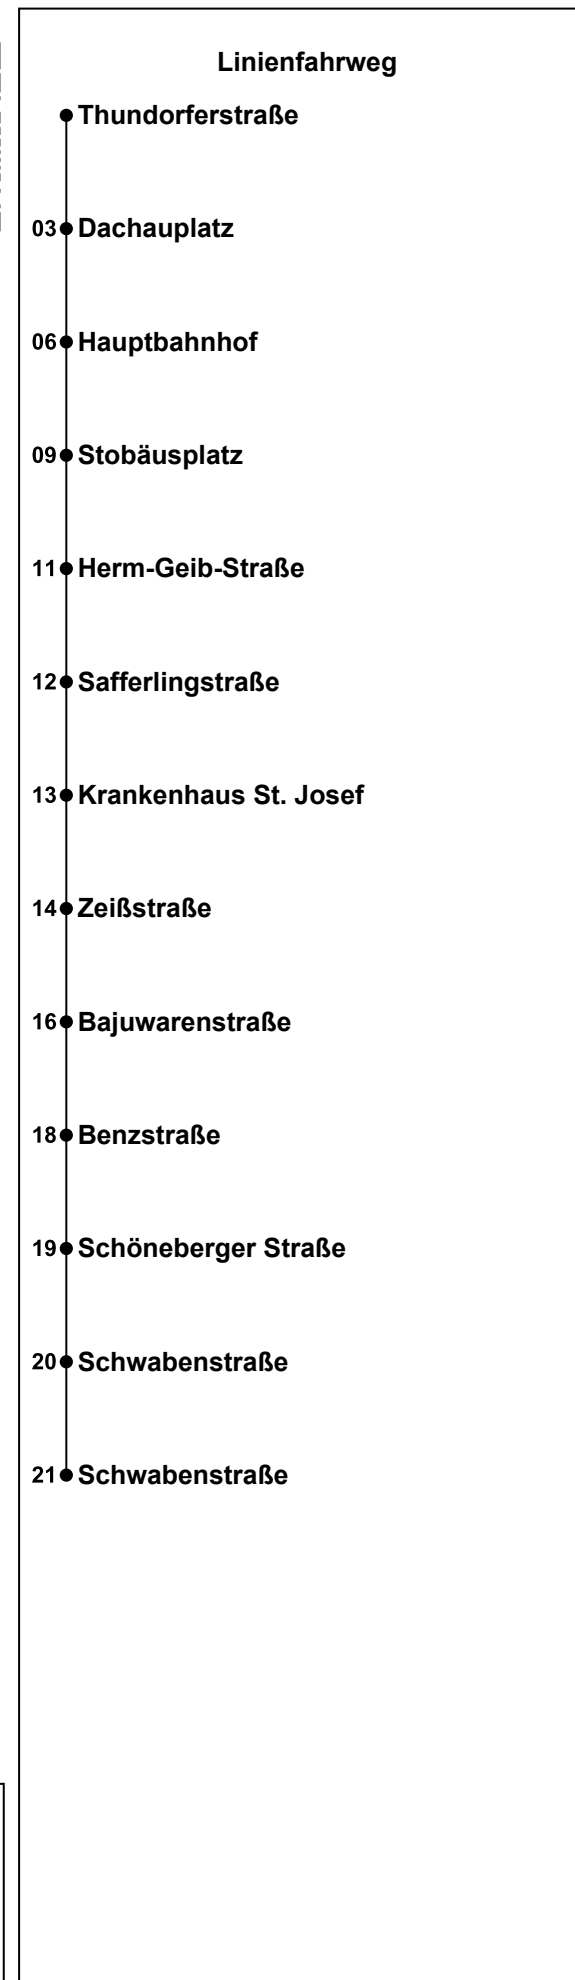 Linienfahrweg
Thundorferstraße
03 Dachauplatz
06 Hauptbahnhof
09 Stobäusplatz
11 Herm-Geib-Straße
12 Safferlingstraße
13 Krankenhaus St. Josef
14 Zeißstraße
16 Bajuwarenstraße
18 Benzstraße
19 Schöneberger Straße
20 Schwabenstraße
21 Schwabenstraße